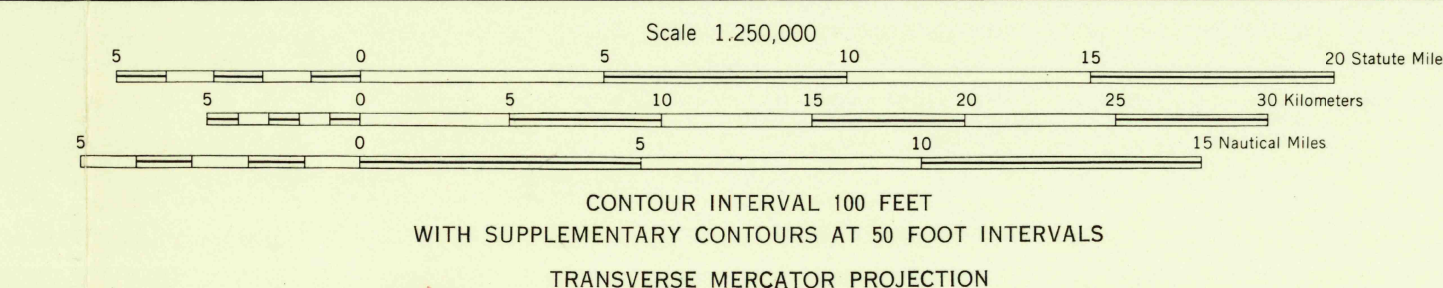 Scale 1:250,000
5 0 5 10 15 20 Statute Mile
5 0 5 10 15 20 25 30 Kilometers
5 0 5 10 15 Nautical Miles
CONTOUR INTERVAL 100 FEET
WITH SUPPLEMENTARY CONTOURS AT 50 FOOT INTERVALS
TRANSVERSE MERCATOR PROJECTION